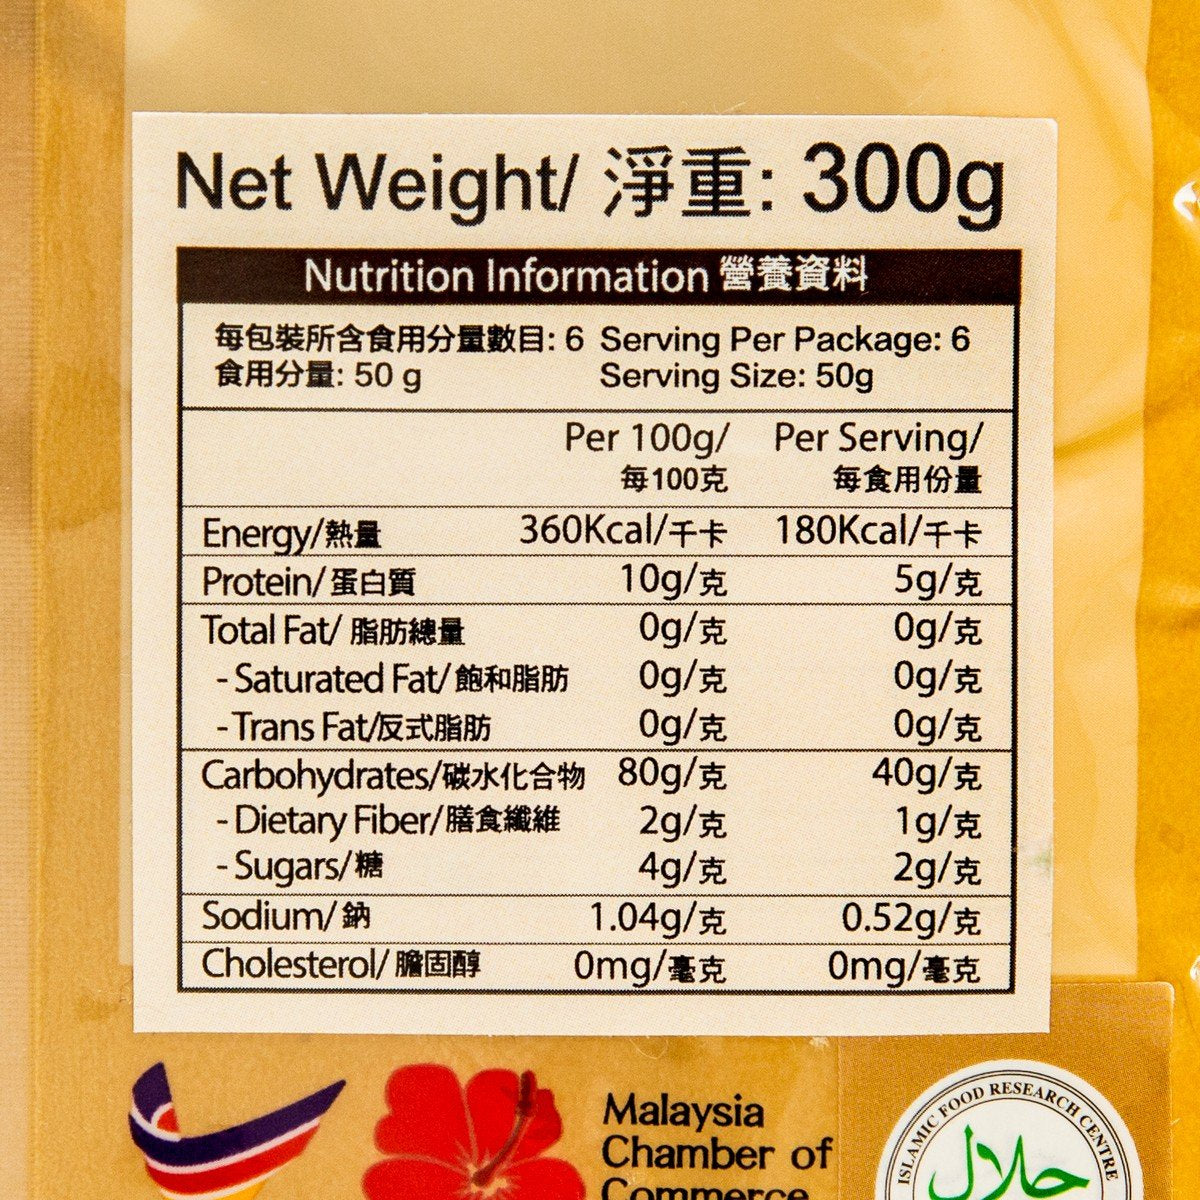 Net Weight/ 淨重: 300g
Nutrition Information 營養資料
每包裝所含食用分量數目: 6 Serving Per Package: 6
食用分量: 50 g Serving Size: 50g
Per 100g/ Per Serving/
每100克 每食用份量
Energy/熱量 360Kcal/千卡 180Kcal/千卡
Protein/蛋白質 10g/克 5g/克
Total Fat/ 脂肪總量 0g/克 0g/克
- Saturated Fat/ 飽和脂肪 0g/克 0g/克
- Trans Fat/反式脂肪 0g/克 0g/克
Carbohydrates/碳水化合物 80g/克 40g/克
- Dietary Fiber/膳食纖維 2g/克 1g/克
- Sugars/糖 4g/克 2g/克
Sodium/ 鈉 1.04g/克 0.52g/克
Cholesterol/ 膽固醇 0mg/毫克 0mg/毫克
Malaysia
Chamber of
Commerce
ISLAMIC FOOD RESEARCH CENTRE
حلال